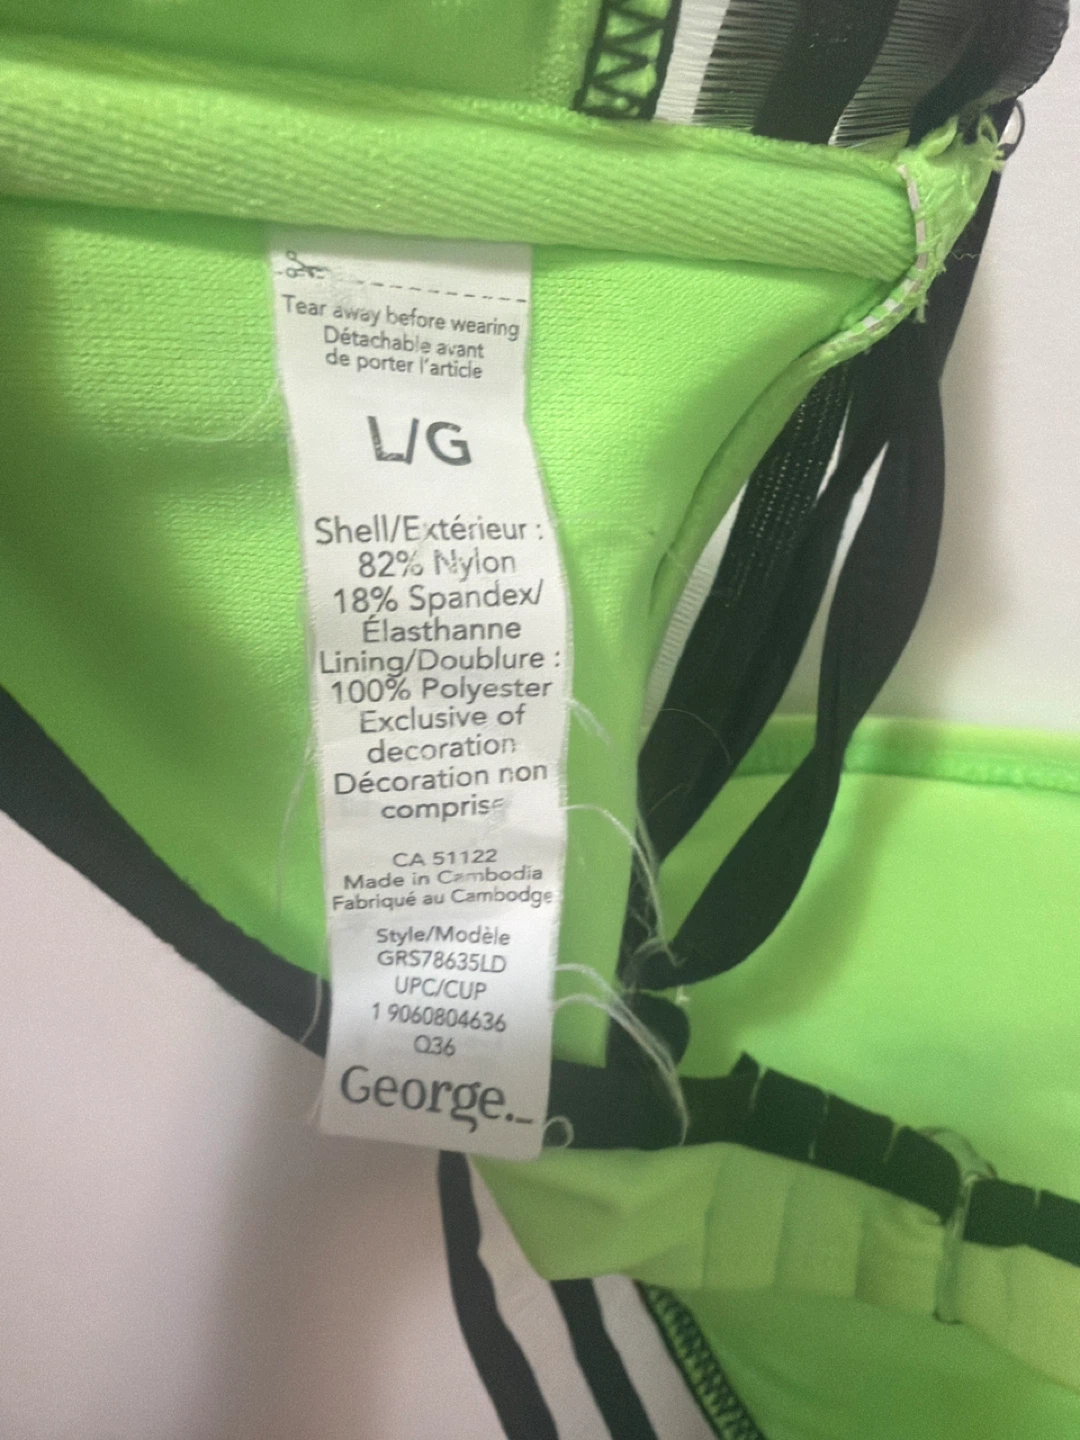 Tear away before wearing
Détachable avant
de porter l'article
L/G
Shell/Extérieur :
82% Nylon
18% Spandex/
Élasthanne
Lining/Doublure :
100% Polyester
Exclusive of
decoration
Décoration non
comprise
CA 51122
Made in Cambodia
Fabriqué au Cambodge
Style/Modèle
GRS78635LD
UPC/CUP
1 9060804636
Q36
George.